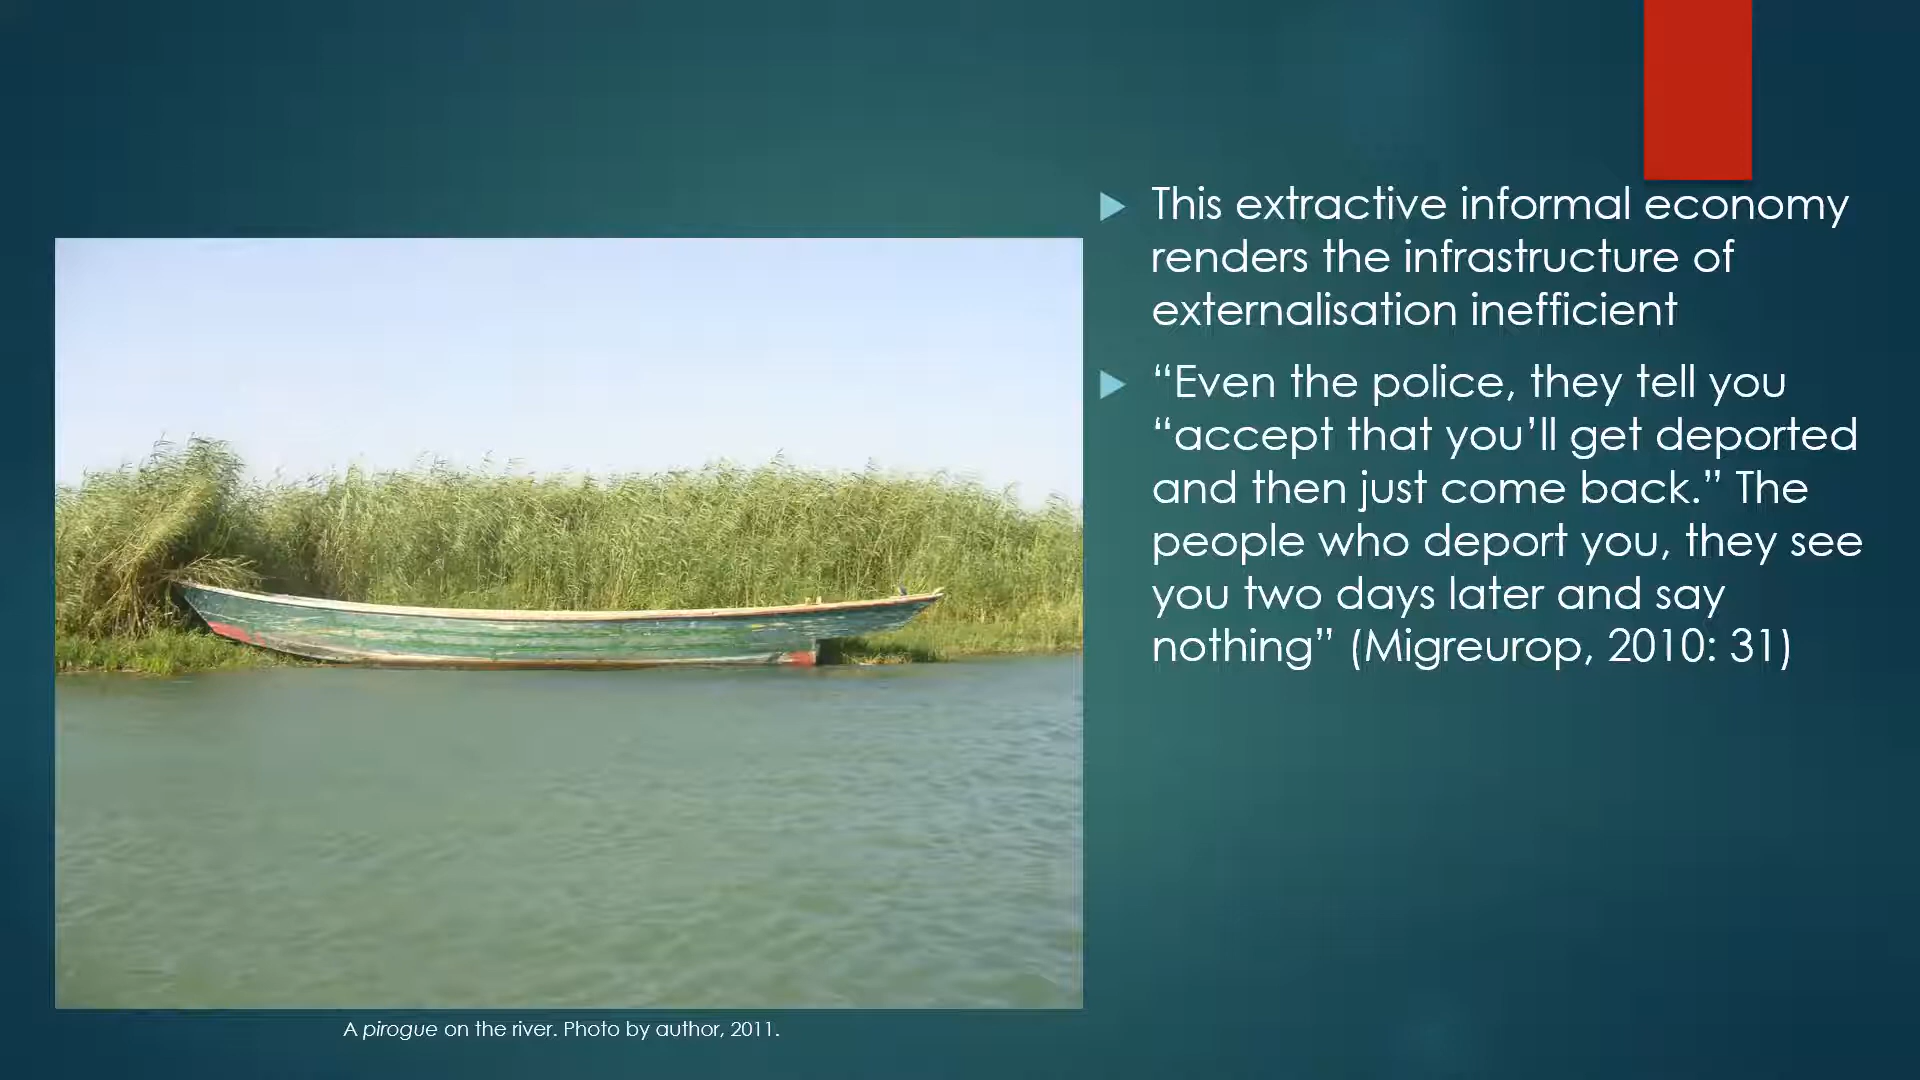 This extractive informal economy
renders the infrastructure of
externalisation inefficient
“Even the police, they tell you
“accept that you’ll get deported
and then just come back.” The
people who deport you, they see
you two days later and say
nothing” (Migreurop, 2010: 31)
A pirogue on the river. Photo by author, 2011.